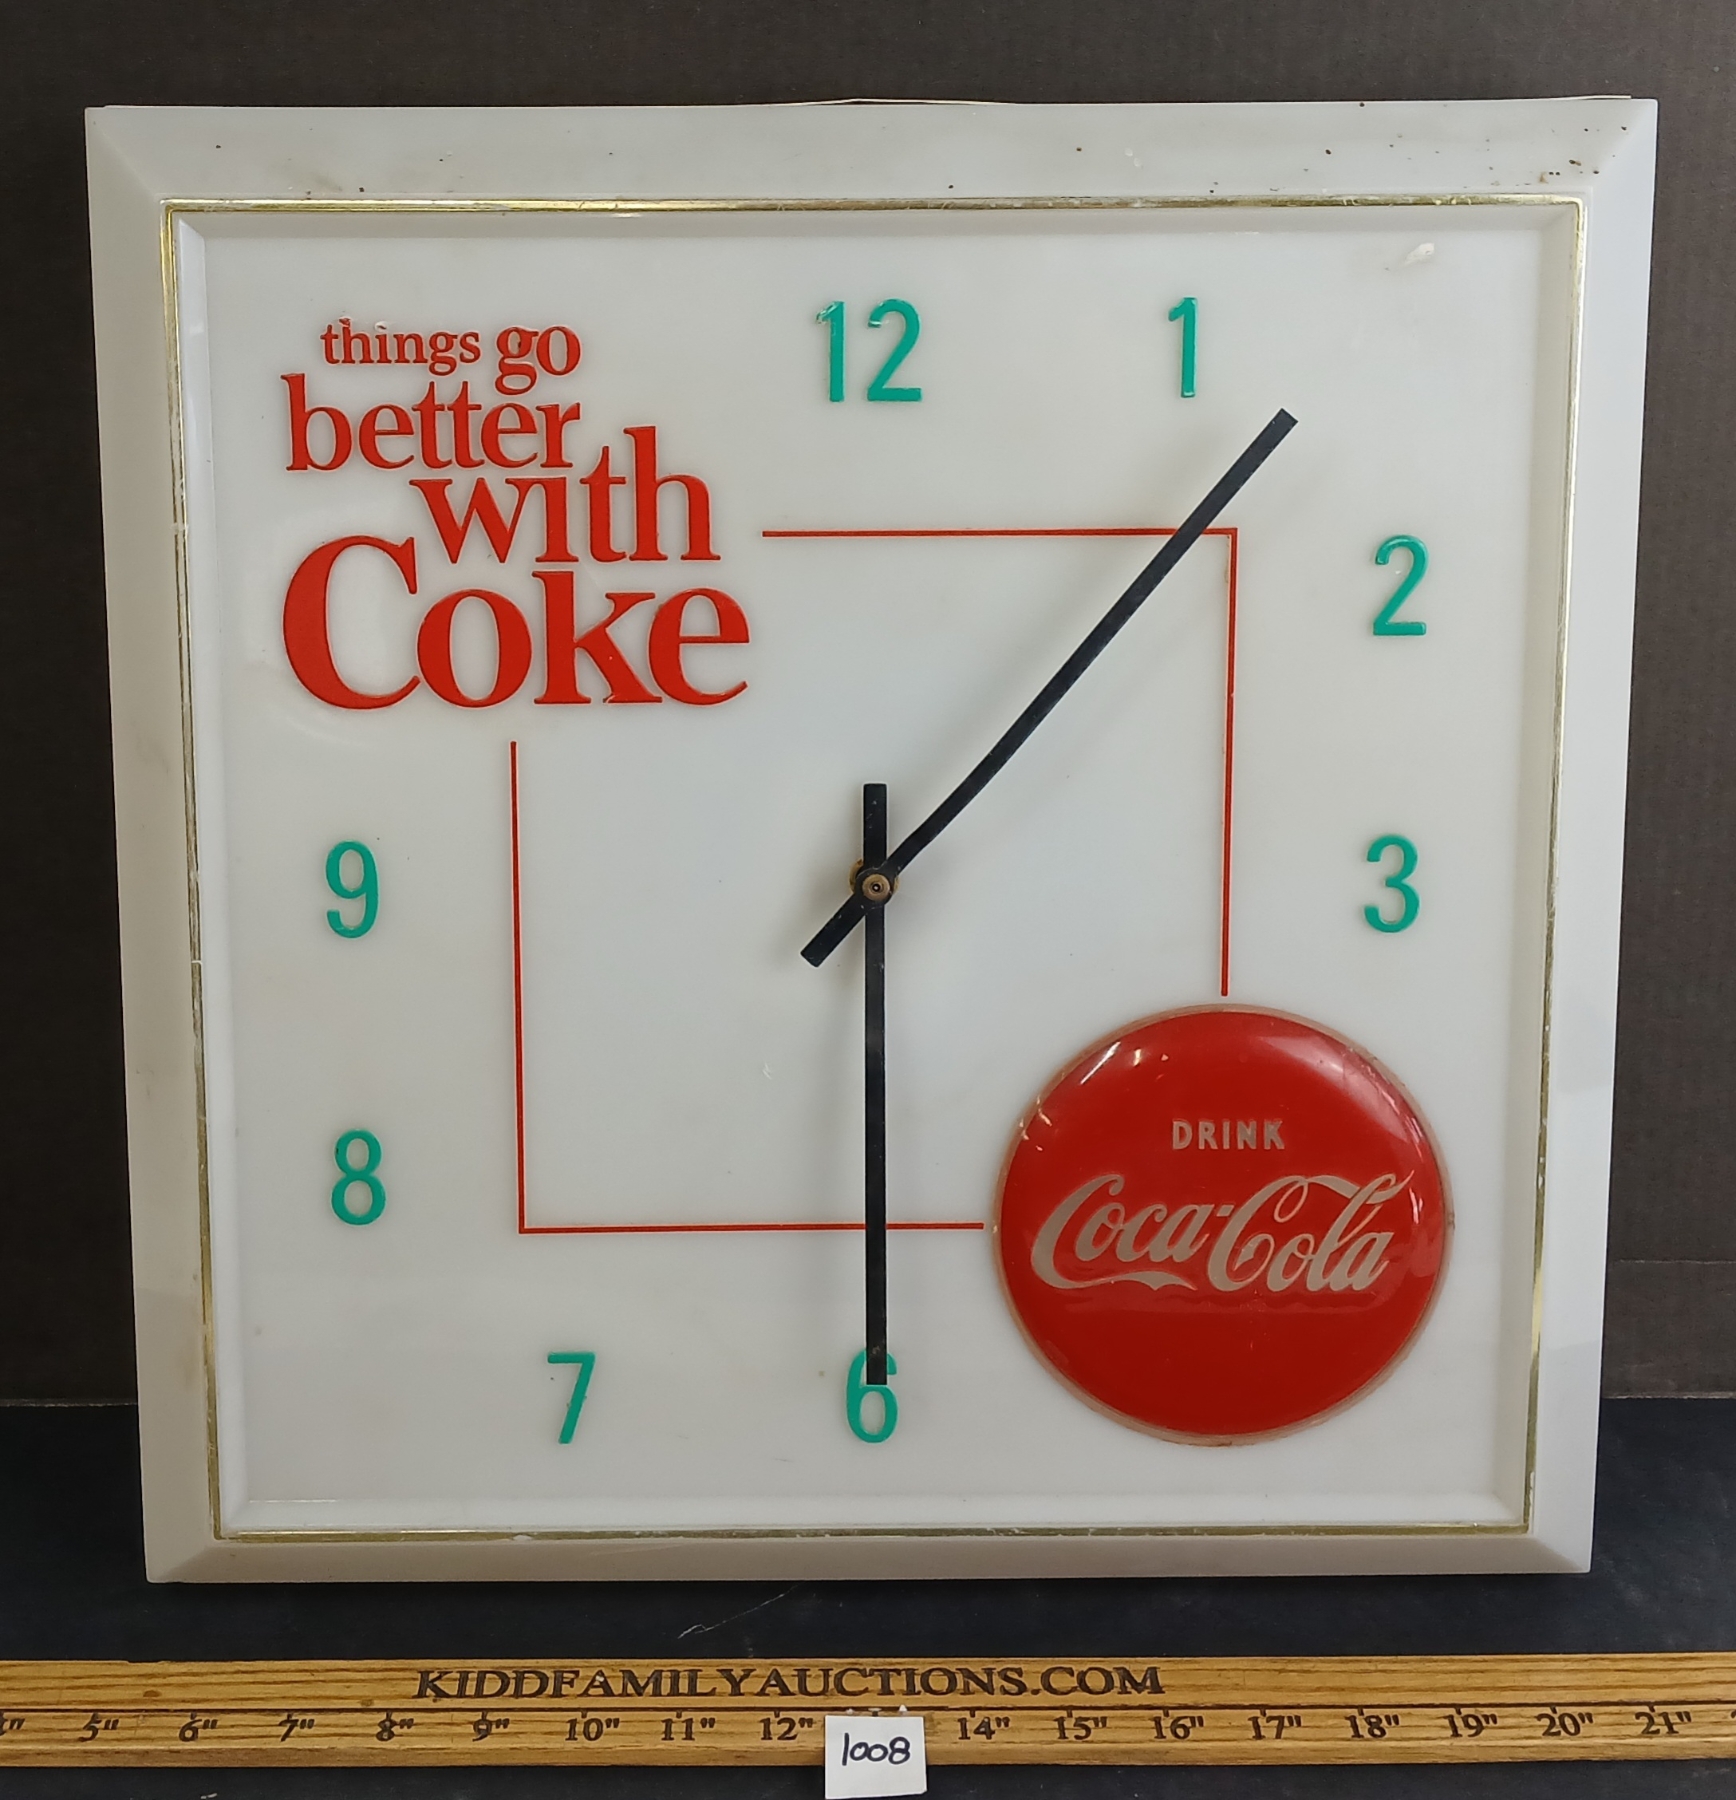 things go
better
with
Coke
12 1
2
3
9
8
7 6
DRINK
Coca-Cola
KIDDFAMILYAUCTIONS.COM
5" 6" 7" 8" 9" 10" 11" 12" 14" 15" 16" 17" 18" 19" 20" 21"
1008